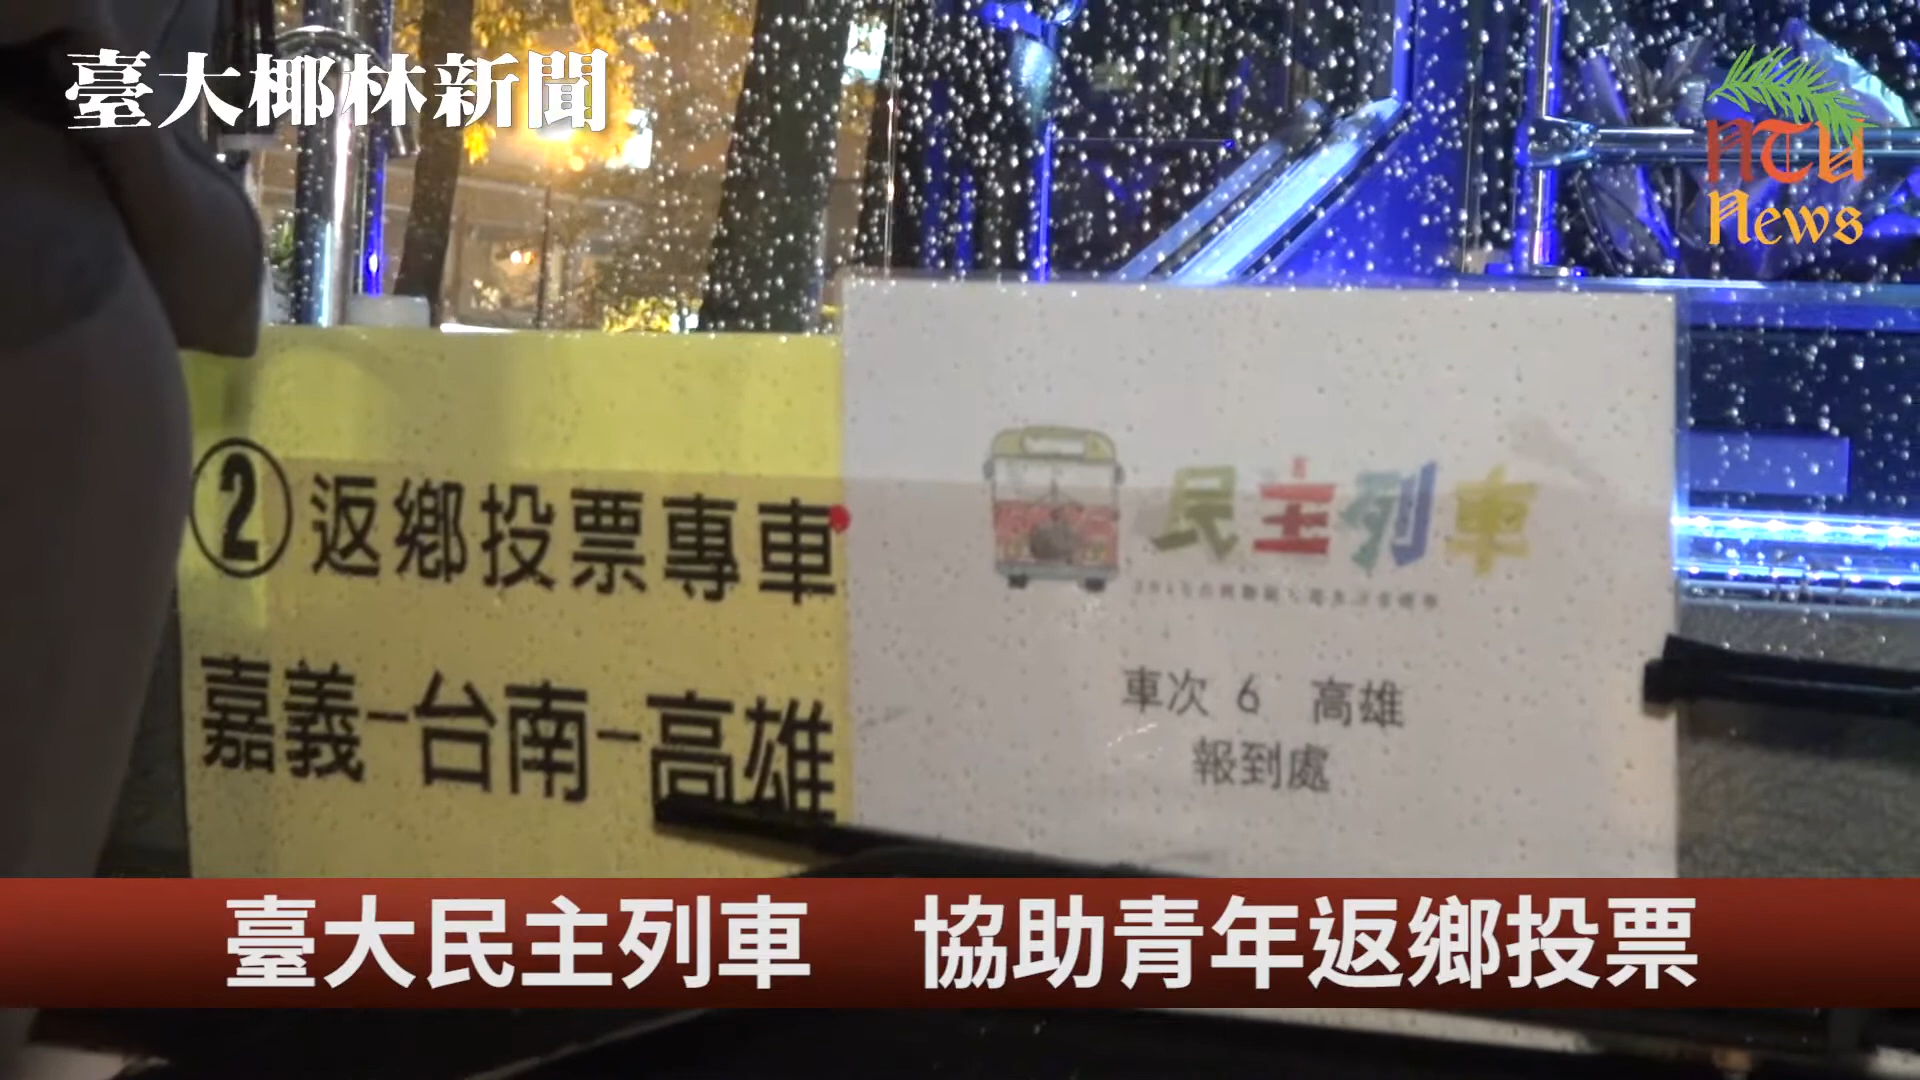 臺大椰林新聞
NTU
News
②返鄉投票專車
嘉義-台南-高雄
民主列車
車次 6 高雄
報到處
臺大民主列車 協助青年返鄉投票